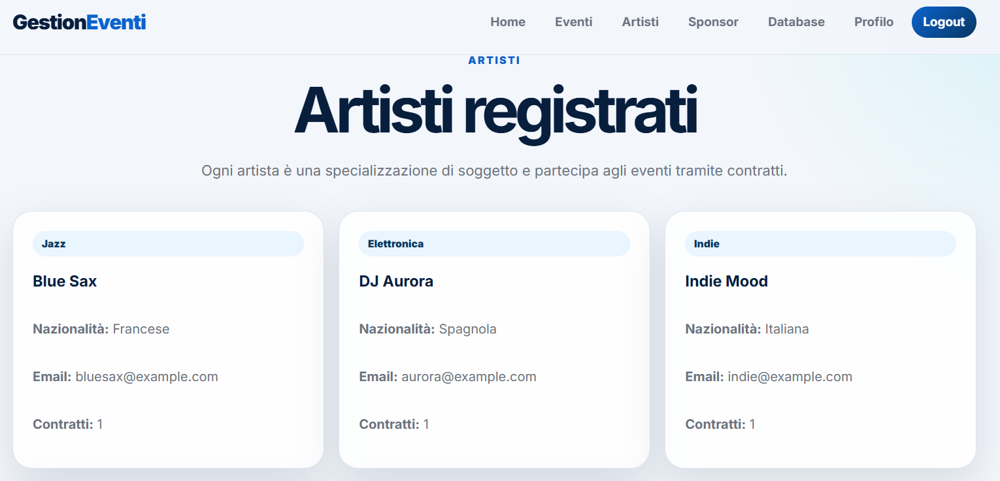 GestionEventi
Home Eventi Artisti Sponsor Database Profilo Logout
ARTISTI
Artisti registrati
Ogni artista è una specializzazione di soggetto e partecipa agli eventi tramite contratti.
Jazz
Blue Sax
Nazionalità: Francese
Email: bluesax@example.com
Contratti: 1
Elettronica
DJ Aurora
Nazionalità: Spagnola
Email: aurora@example.com
Contratti: 1
Indie
Indie Mood
Nazionalità: Italiana
Email: indie@example.com
Contratti: 1